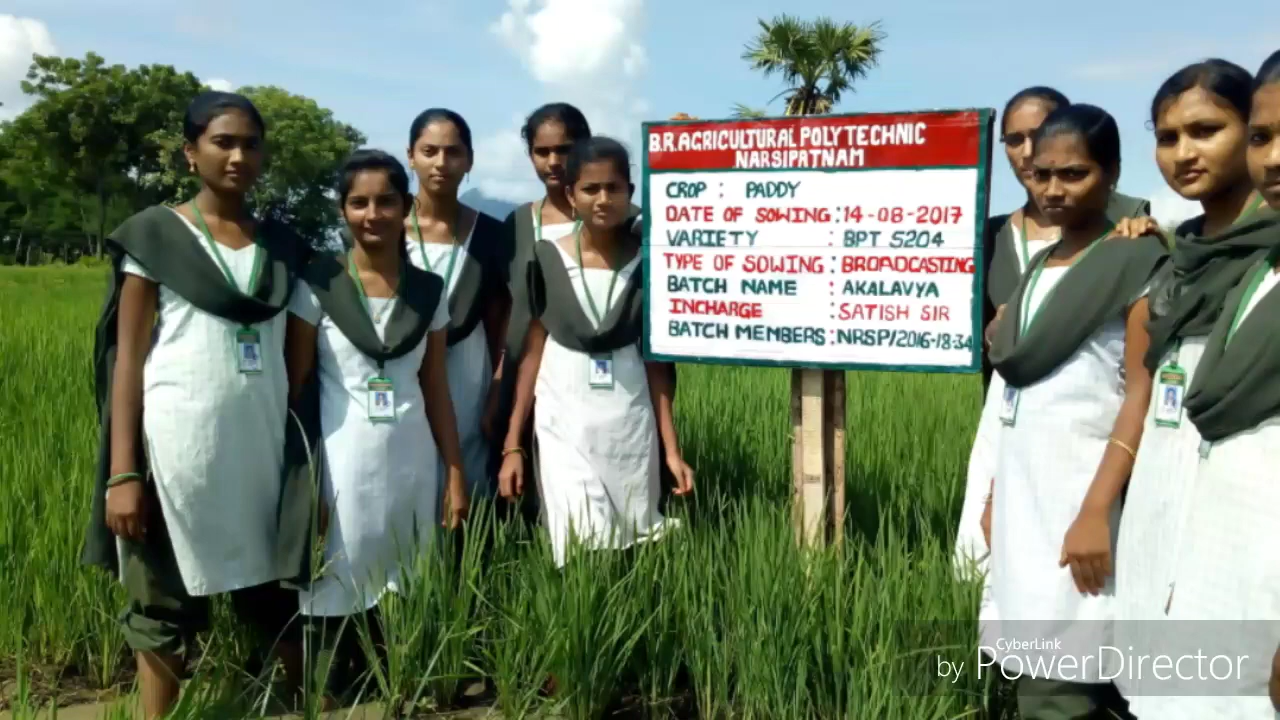 B.R.AGRICULTURAL POLYTECHNIC
NARSIPATNAM
CROP : PADDY
DATE OF SOWING : 14-08-2017
VARIETY : BPT 5204
TYPE OF SOWING : BROADCASTING
BATCH NAME : AKALAVYA
INCHARGE : SATISH SIR
BATCH MEMBERS : NRSP/2016-18-34
CyberLink
by PowerDirector